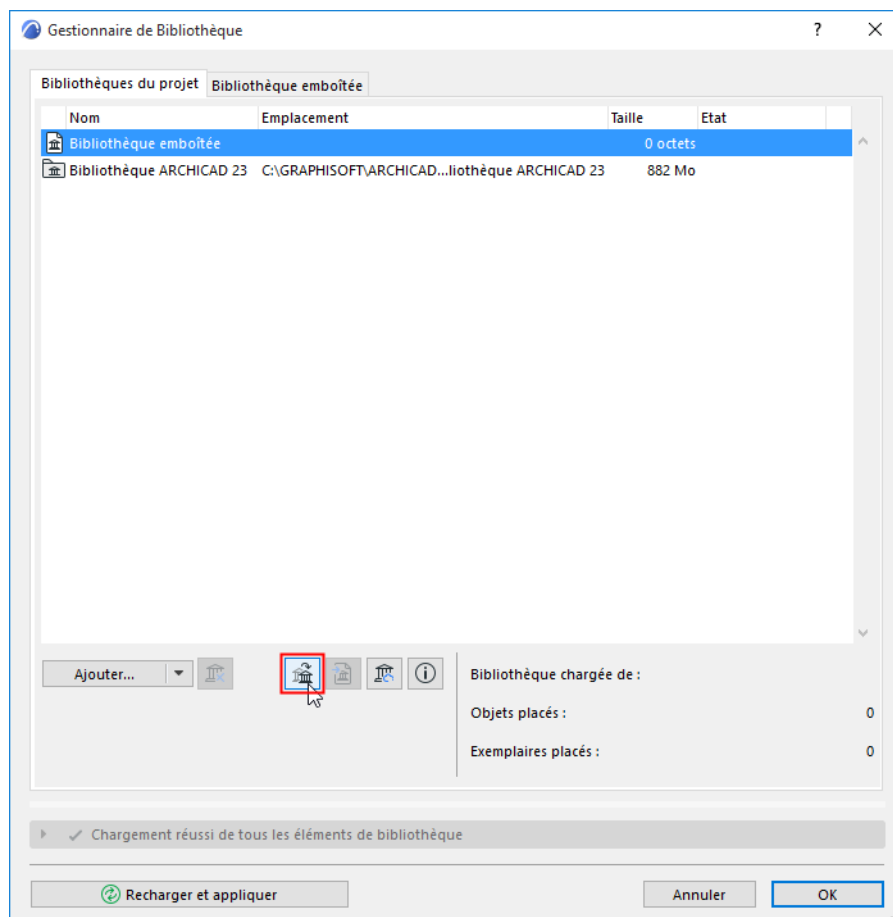 Gestionnaire de Bibliothèque ?
Bibliothèques du projet Bibliothèque emboîtée
Nom Emplacement Taille Etat
Bibliothèque emboîtée 0 octets
Bibliothèque ARCHICAD 23 C:\GRAPHISOFT\ARCHICAD...liothèque ARCHICAD 23 882 Mo
Ajouter... Bibliothèque chargée de :
Objets placés : 0
Exemplaires placés : 0
Chargement réussi de tous les éléments de bibliothèque
Recharger et appliquer Annuler OK